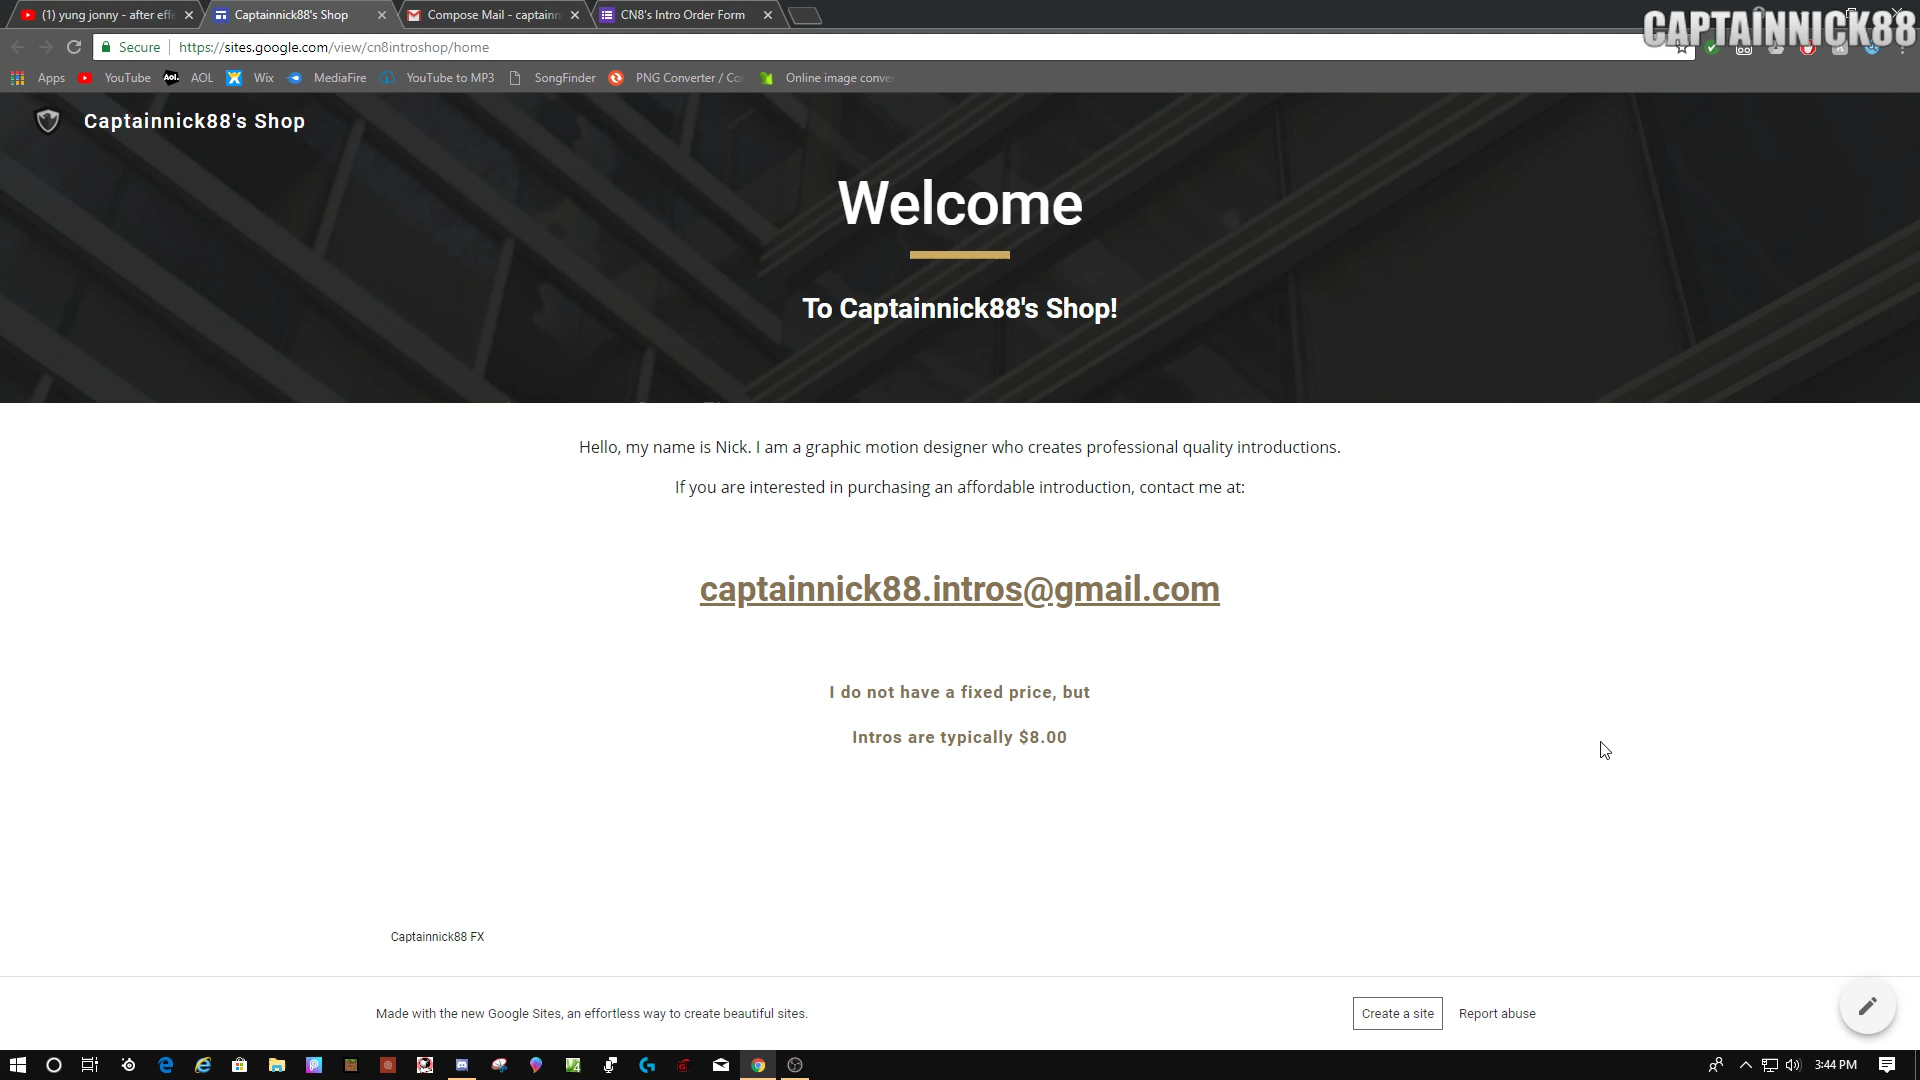 (1) yung jonny - after effe
Captainnick88's Shop
Compose Mail - captainn
CN8's Intro Order Form
CAPTAINNICK88
Secure
https://sites.google.com/view/cn8introshop/home
Apps
YouTube
Aol.
AOL
Wix
MediaFire
YouTube to MP3
SongFinder
PNG Converter / Co
Online image conve
Captainnick88's Shop
Welcome
To Captainnick88's Shop!
Hello, my name is Nick. I am a graphic motion designer who creates professional quality introductions.
If you are interested in purchasing an affordable introduction, contact me at:
captainnick88.intros@gmail.com
I do not have a fixed price, but
Intros are typically $8.00
Captainnick88 FX
Made with the new Google Sites, an effortless way to create beautiful sites.
Create a site
Report abuse
3:44 PM